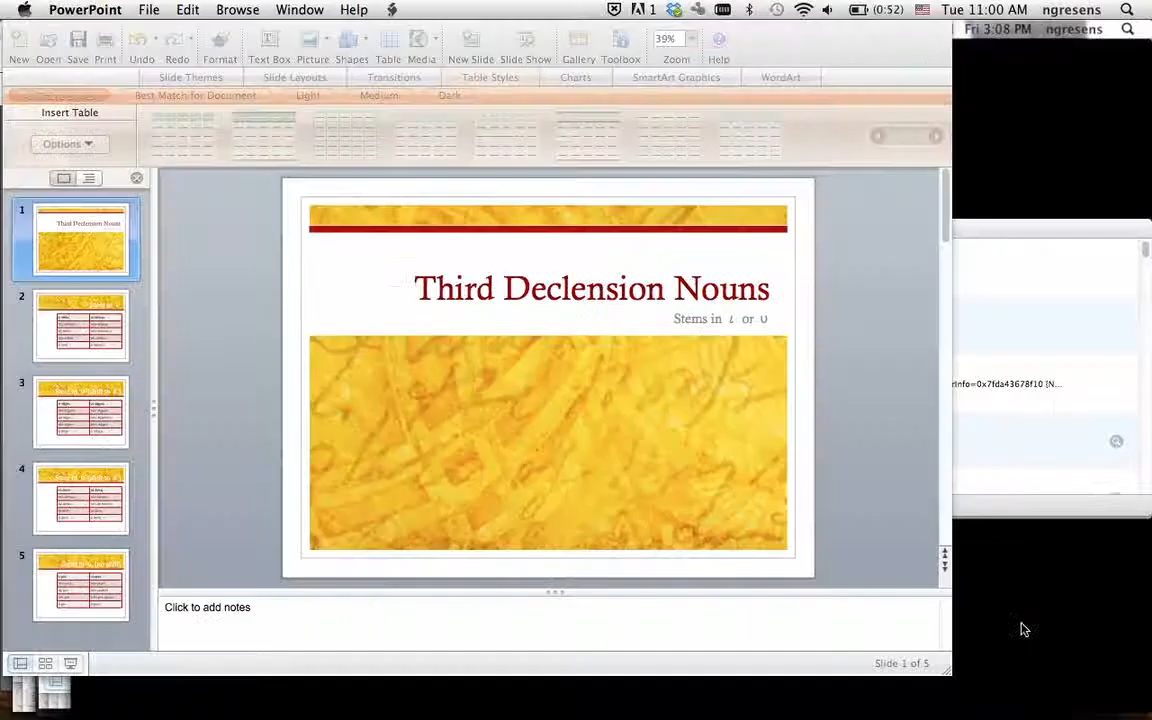 PowerPoint File Edit Browse Window Help 1 (0:52) Tue 11:00 AM ngresens
Fri 3:08 PM ngresens
39%
New Open Save Print Undo Redo Format Text Box Picture Shapes Table Media New Slide Slide Show Gallery Toolbox Zoom Help
Slide Themes Slide Layouts Transitions Table Styles Charts SmartArt Graphics WordArt
Best Match for Document Light Medium Dark
Insert Table
Options
1
Third Declension Nouns
2
3
4
5
Third Declension Nouns
Stems in ι or υ
rInfo=0x7fda43678f10 {N...
Click to add notes
Slide 1 of 5